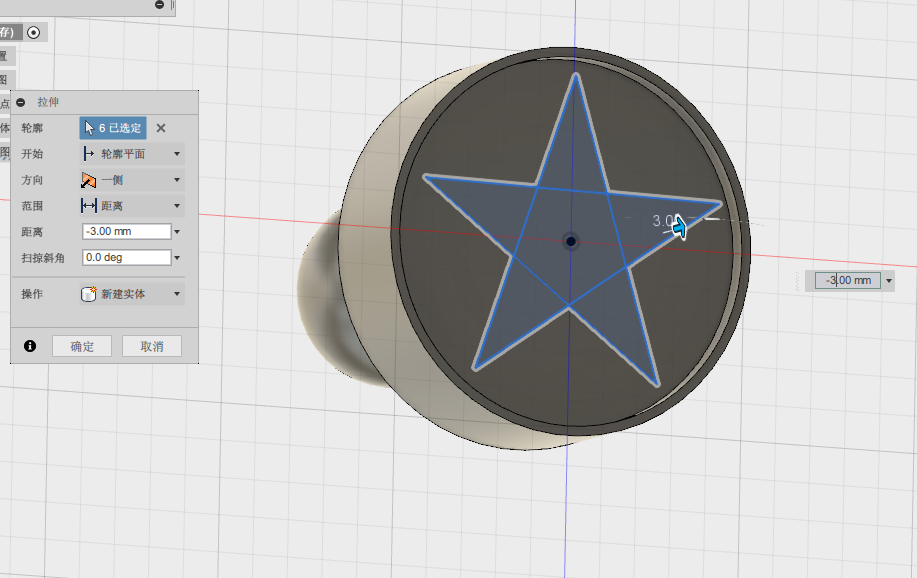 存)
置
图
点
体
图
拉伸
轮廓 6 已选定
开始 轮廓平面
方向 一侧
范围 距离
距离 -3.00 mm
扫掠斜角 0.0 deg
操作 新建实体
确定 取消
3.0
-3.00 mm